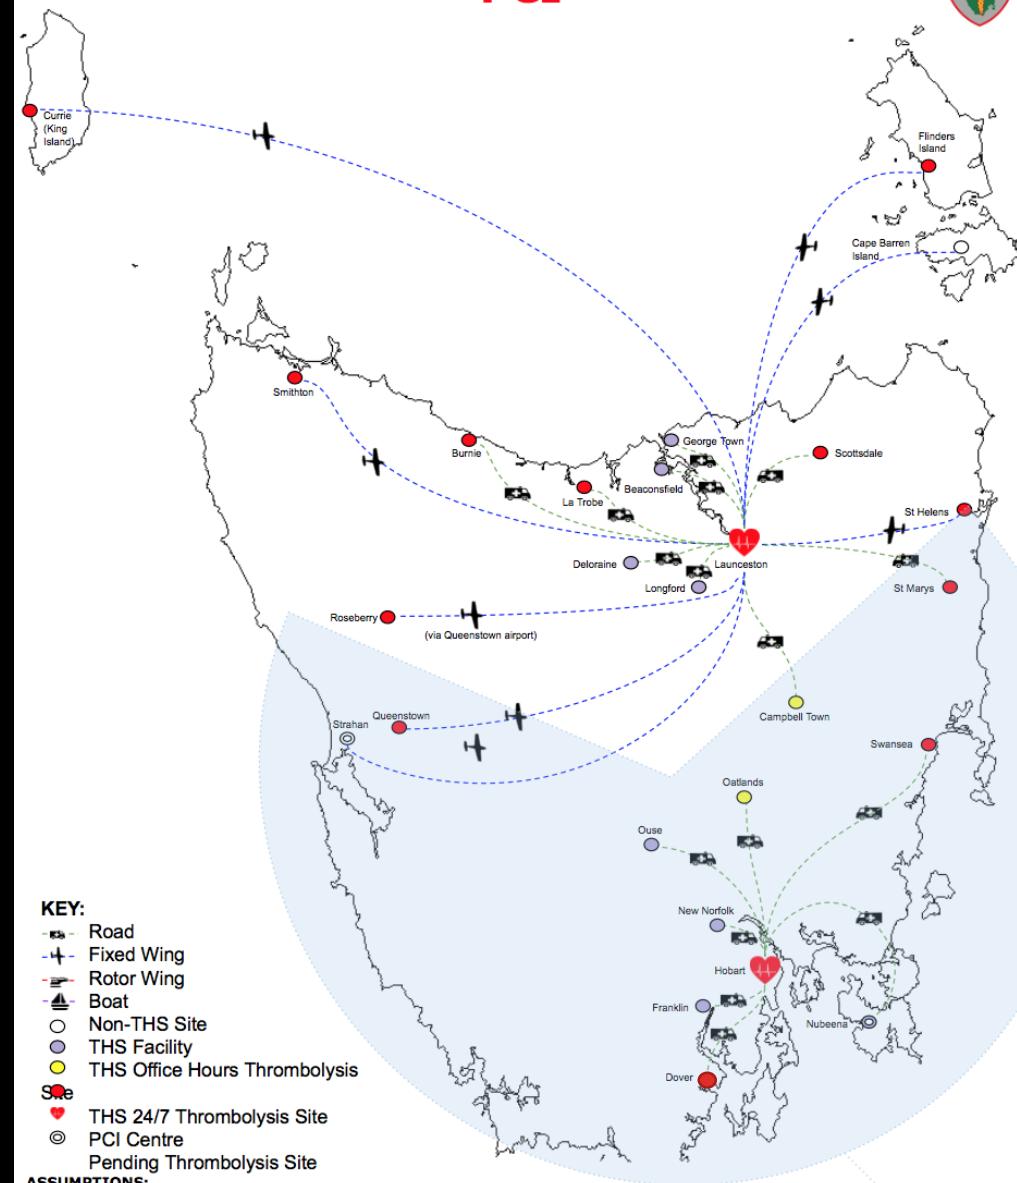 PCI
Currie
(King
Island)
Flinders
Island
Cape Barren
Island
Smithton
Burnie
George Town
Scottsdale
Beaconsfield
La Trobe
St Helens
Deloraine
Launceston
Longford
St Marys
Roseberry
(via Queenstown airport)
Campbell Town
Queenstown
Strahan
Swansea
Oatlands
Ouse
New Norfolk
Hobart
Franklin
Nubeena
Dover
KEY:
Road
Fixed Wing
Rotor Wing
Boat
Non-THS Site
THS Facility
THS Office Hours Thrombolysis
Site
THS 24/7 Thrombolysis Site
PCI Centre
Pending Thrombolysis Site
ASSUMPTIONS: